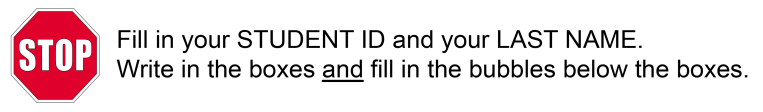 STOP
Fill in your STUDENT ID and your LAST NAME.
Write in the boxes and fill in the bubbles below the boxes.